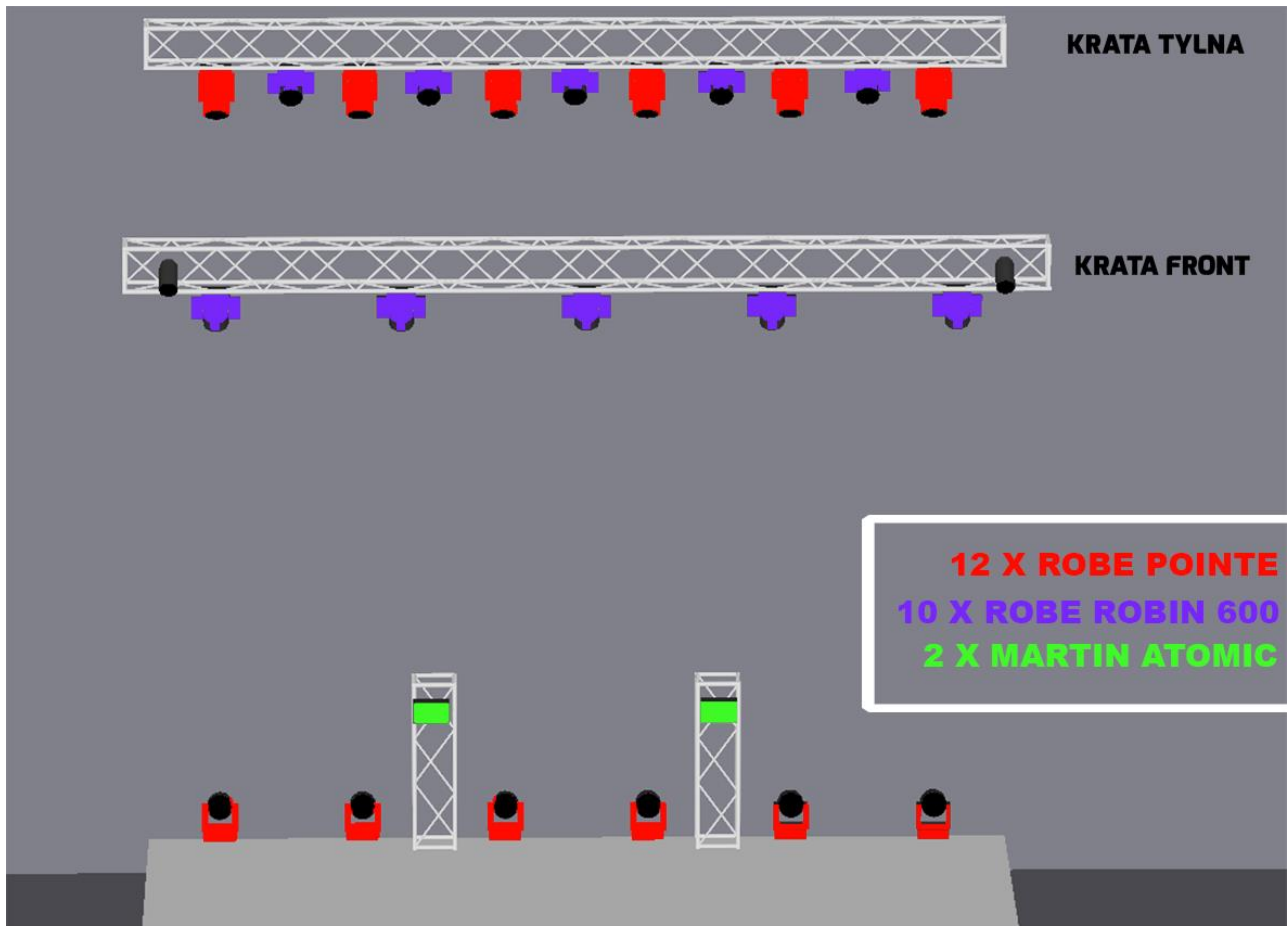 KRATA TYLNA
KRATA FRONT
12 X ROBE POINTE
10 X ROBE ROBIN 600
2 X MARTIN ATOMIC